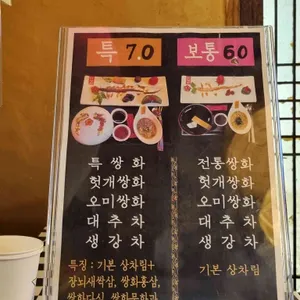 특 7.0
보통 6.0
특쌍화
헛개쌍화
오미쌍화
대추차
생강차
특징 : 기본 상차림+
장뇌새싹삼, 쌍화홍삼,
전통쌍화
헛개쌍화
오미쌍화
대추차
생강차
기본 상차림